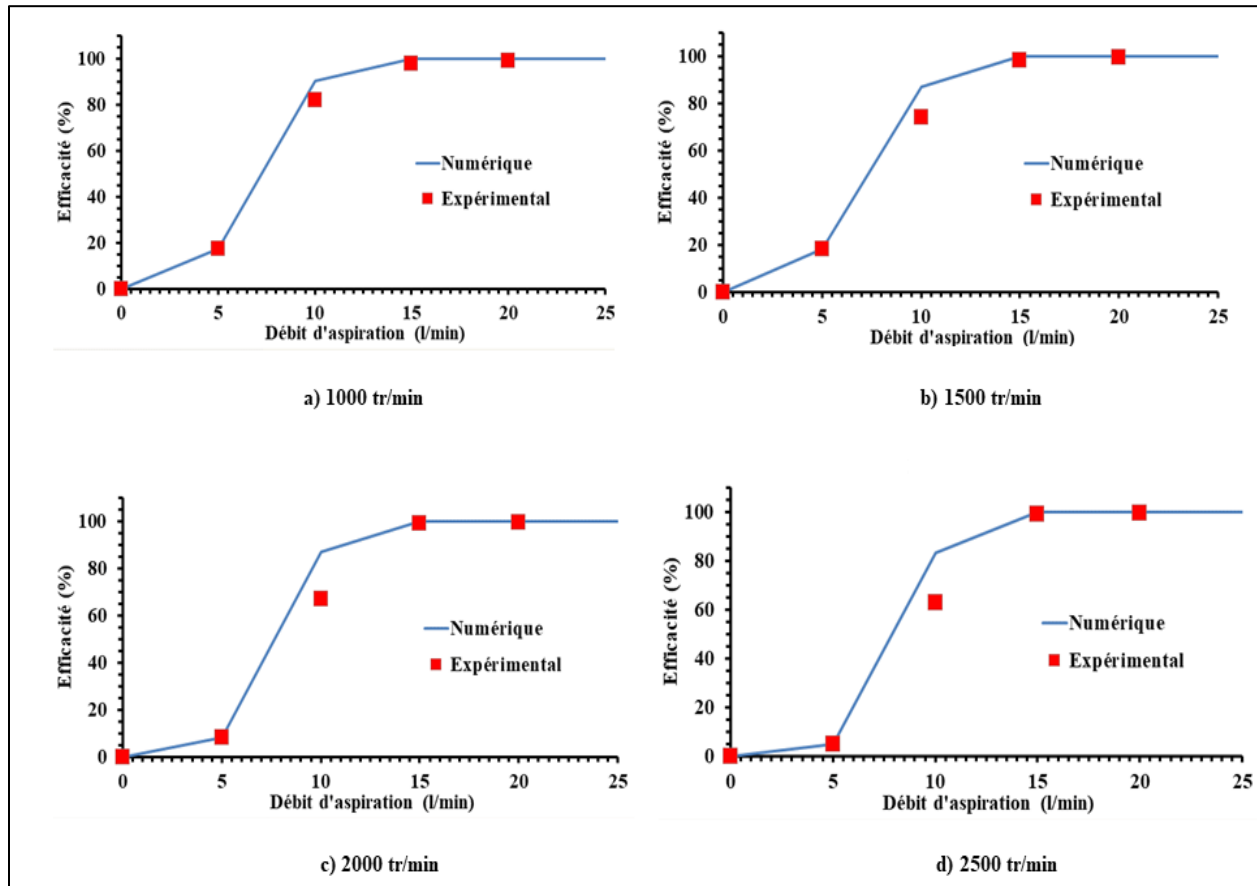 Efficacité (%)
100
80
60
40
20
0
Numérique
Expérimental
0 5 10 15 20 25
Débit d'aspiration (l/min)
a) 1000 tr/min
Efficacité (%)
100
80
60
40
20
0
Numérique
Expérimental
0 5 10 15 20 25
Débit d'aspiration (l/min)
b) 1500 tr/min
Efficacité (%)
100
80
60
40
20
0
Numérique
Expérimental
0 5 10 15 20 25
Débit d'aspiration (l/min)
c) 2000 tr/min
Efficacité (%)
100
80
60
40
20
0
Numérique
Expérimental
0 5 10 15 20 25
Débit d'aspiration (l/min)
d) 2500 tr/min